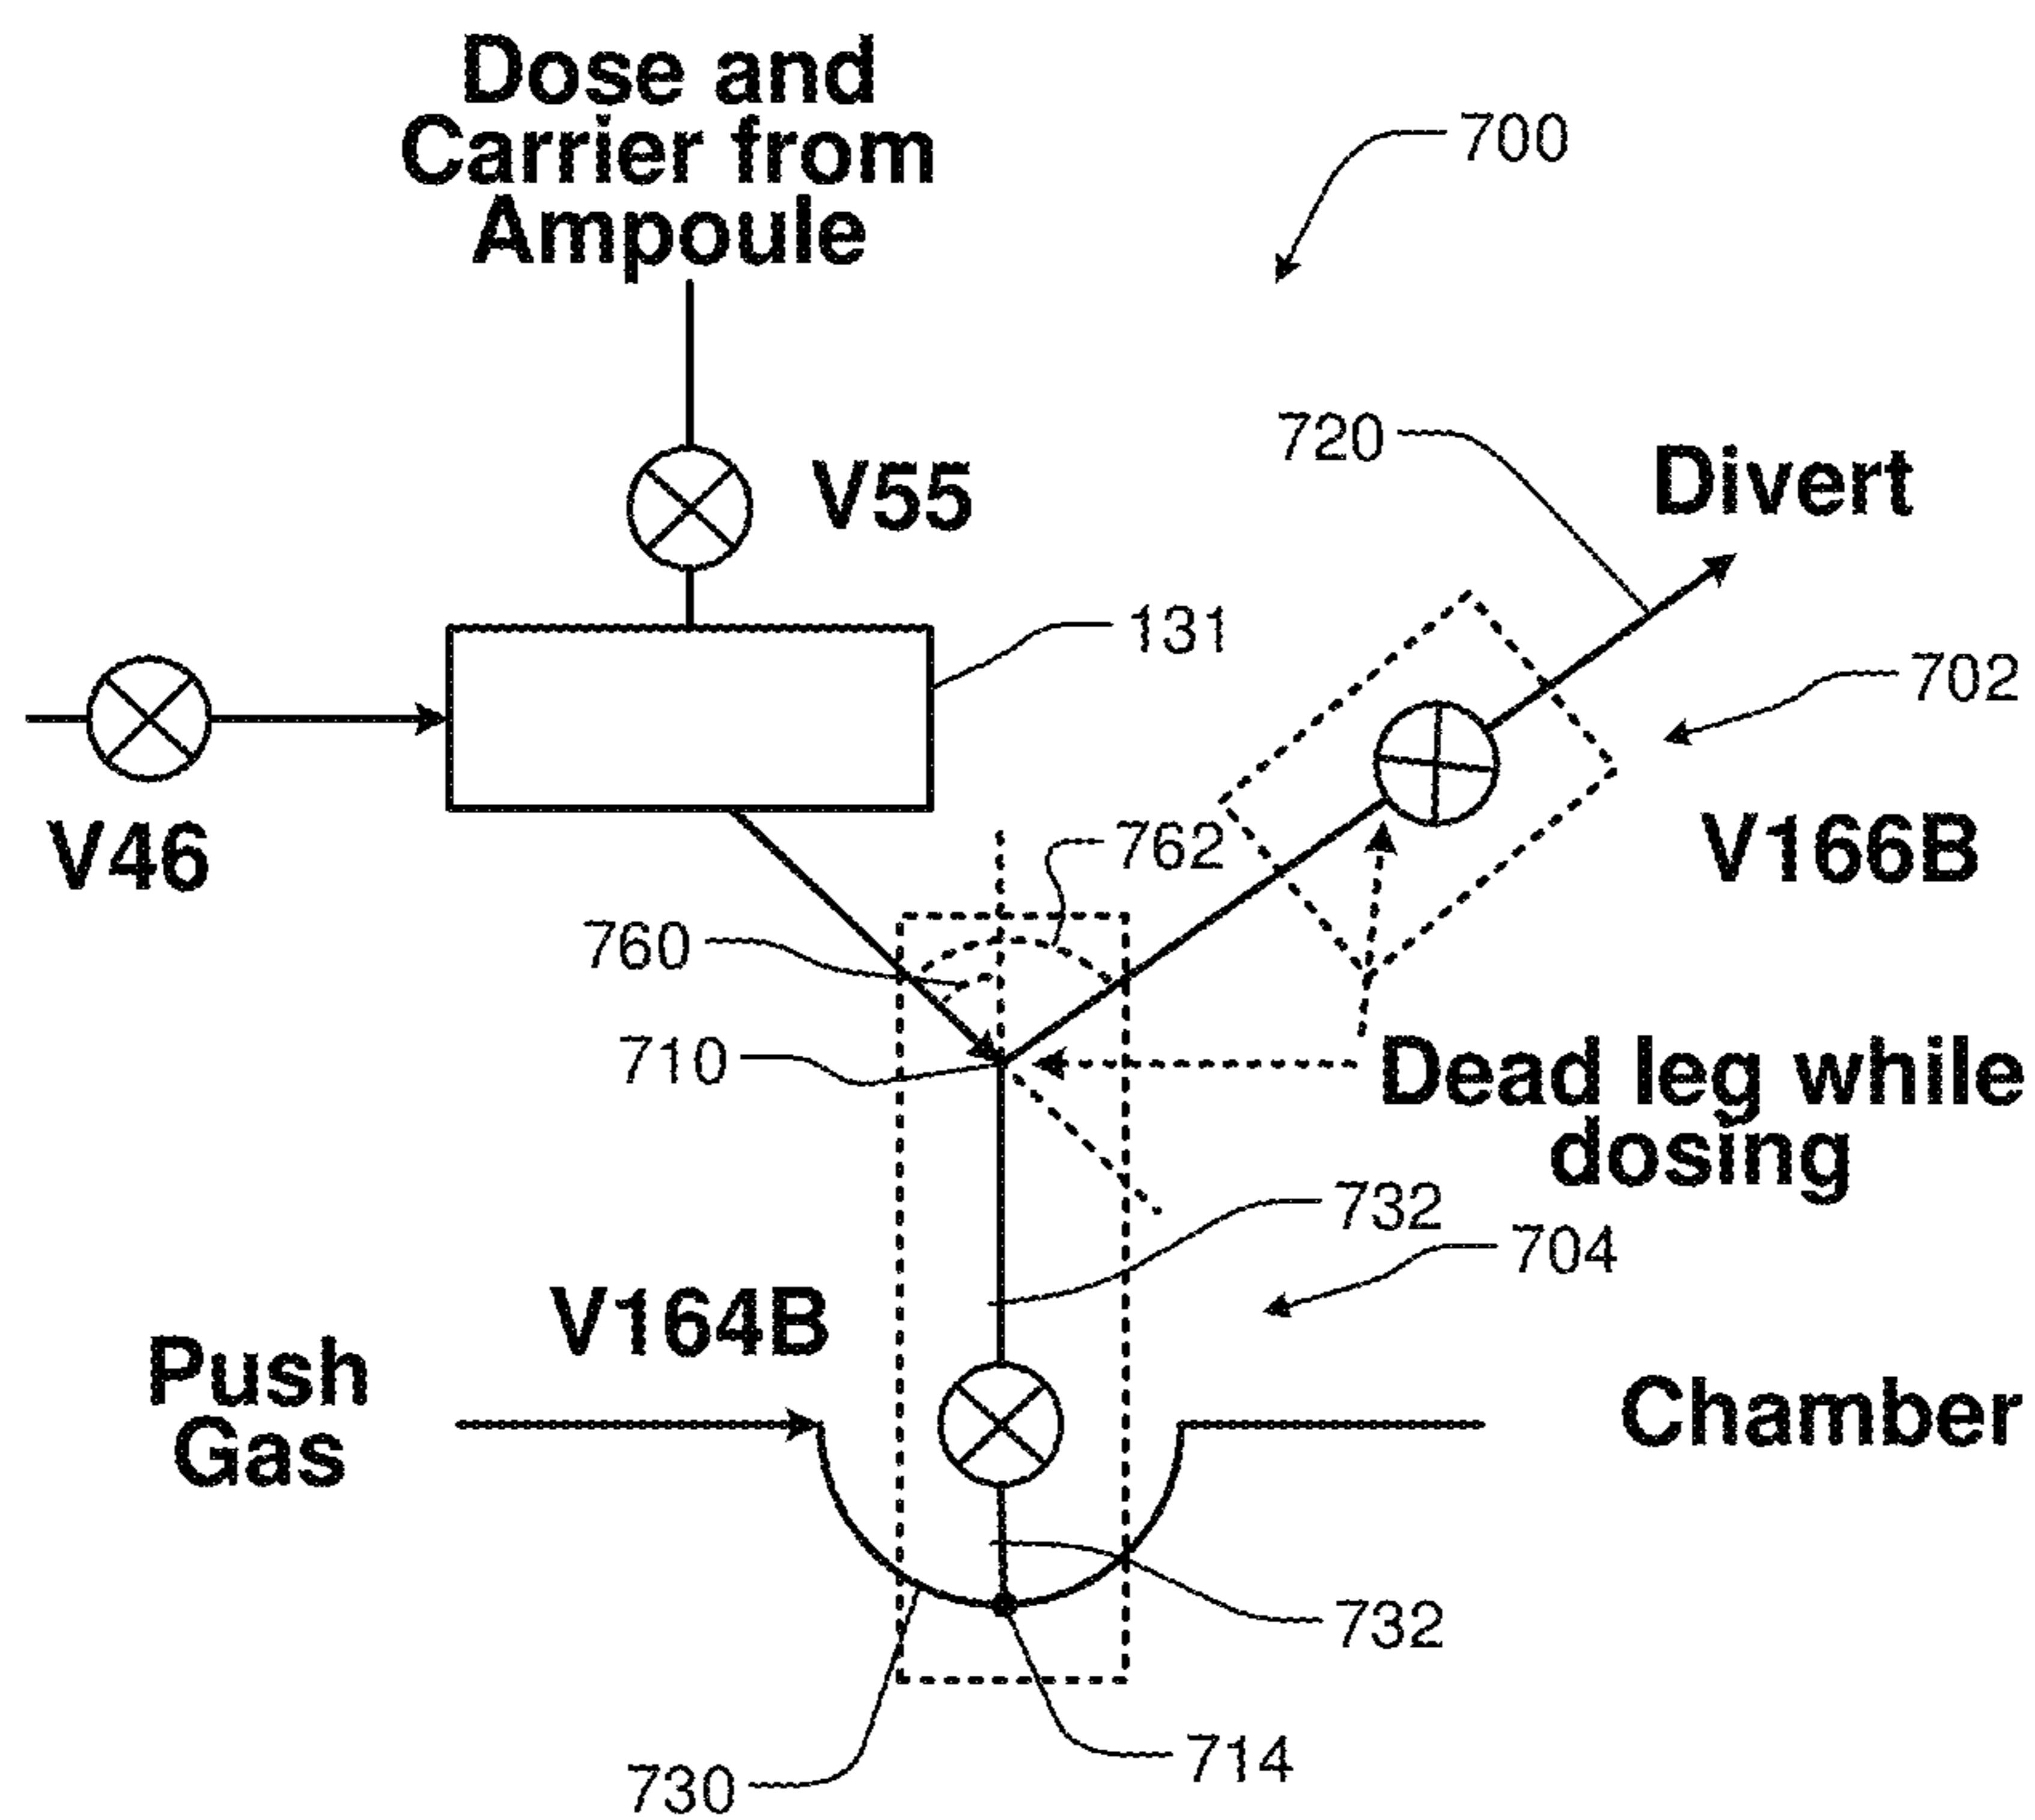 Dose and
Carrier from
Ampoule
700
V55
720
Divert
131
702
V46
762
V166B
760
710
Dead leg while
dosing
732
704
V164B
Push
Gas
Chamber
732
714
730